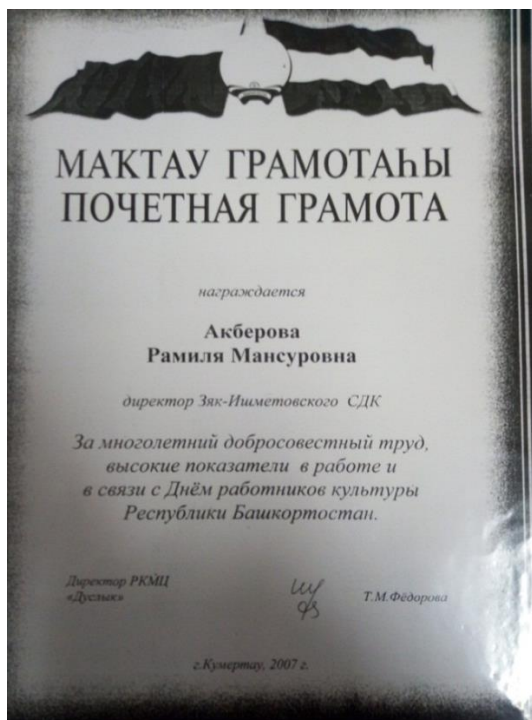 МАҠТАУ ГРАМОТАҺЫ
ПОЧЕТНАЯ ГРАМОТА
награждается
Акберова
Рамиля Мансуровна
директор Зяк-Ишметовского СДК
За многолетний добросовестный труд,
высокие показатели в работе и
в связи с Днём работников культуры
Республики Башкортостан.
Директор РКМЦ
«Дуслык»
Т.М.Фёдорова
г.Кумертау, 2007 г.